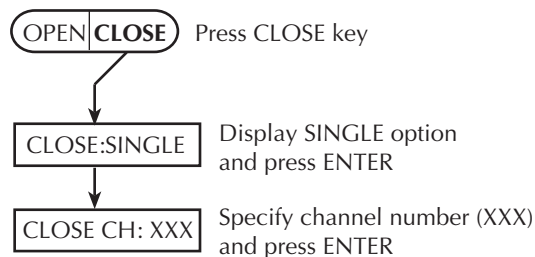 OPEN CLOSE Press CLOSE key
CLOSE:SINGLE
Display SINGLE option
and press ENTER
CLOSE CH: XXX
Specify channel number (XXX)
and press ENTER